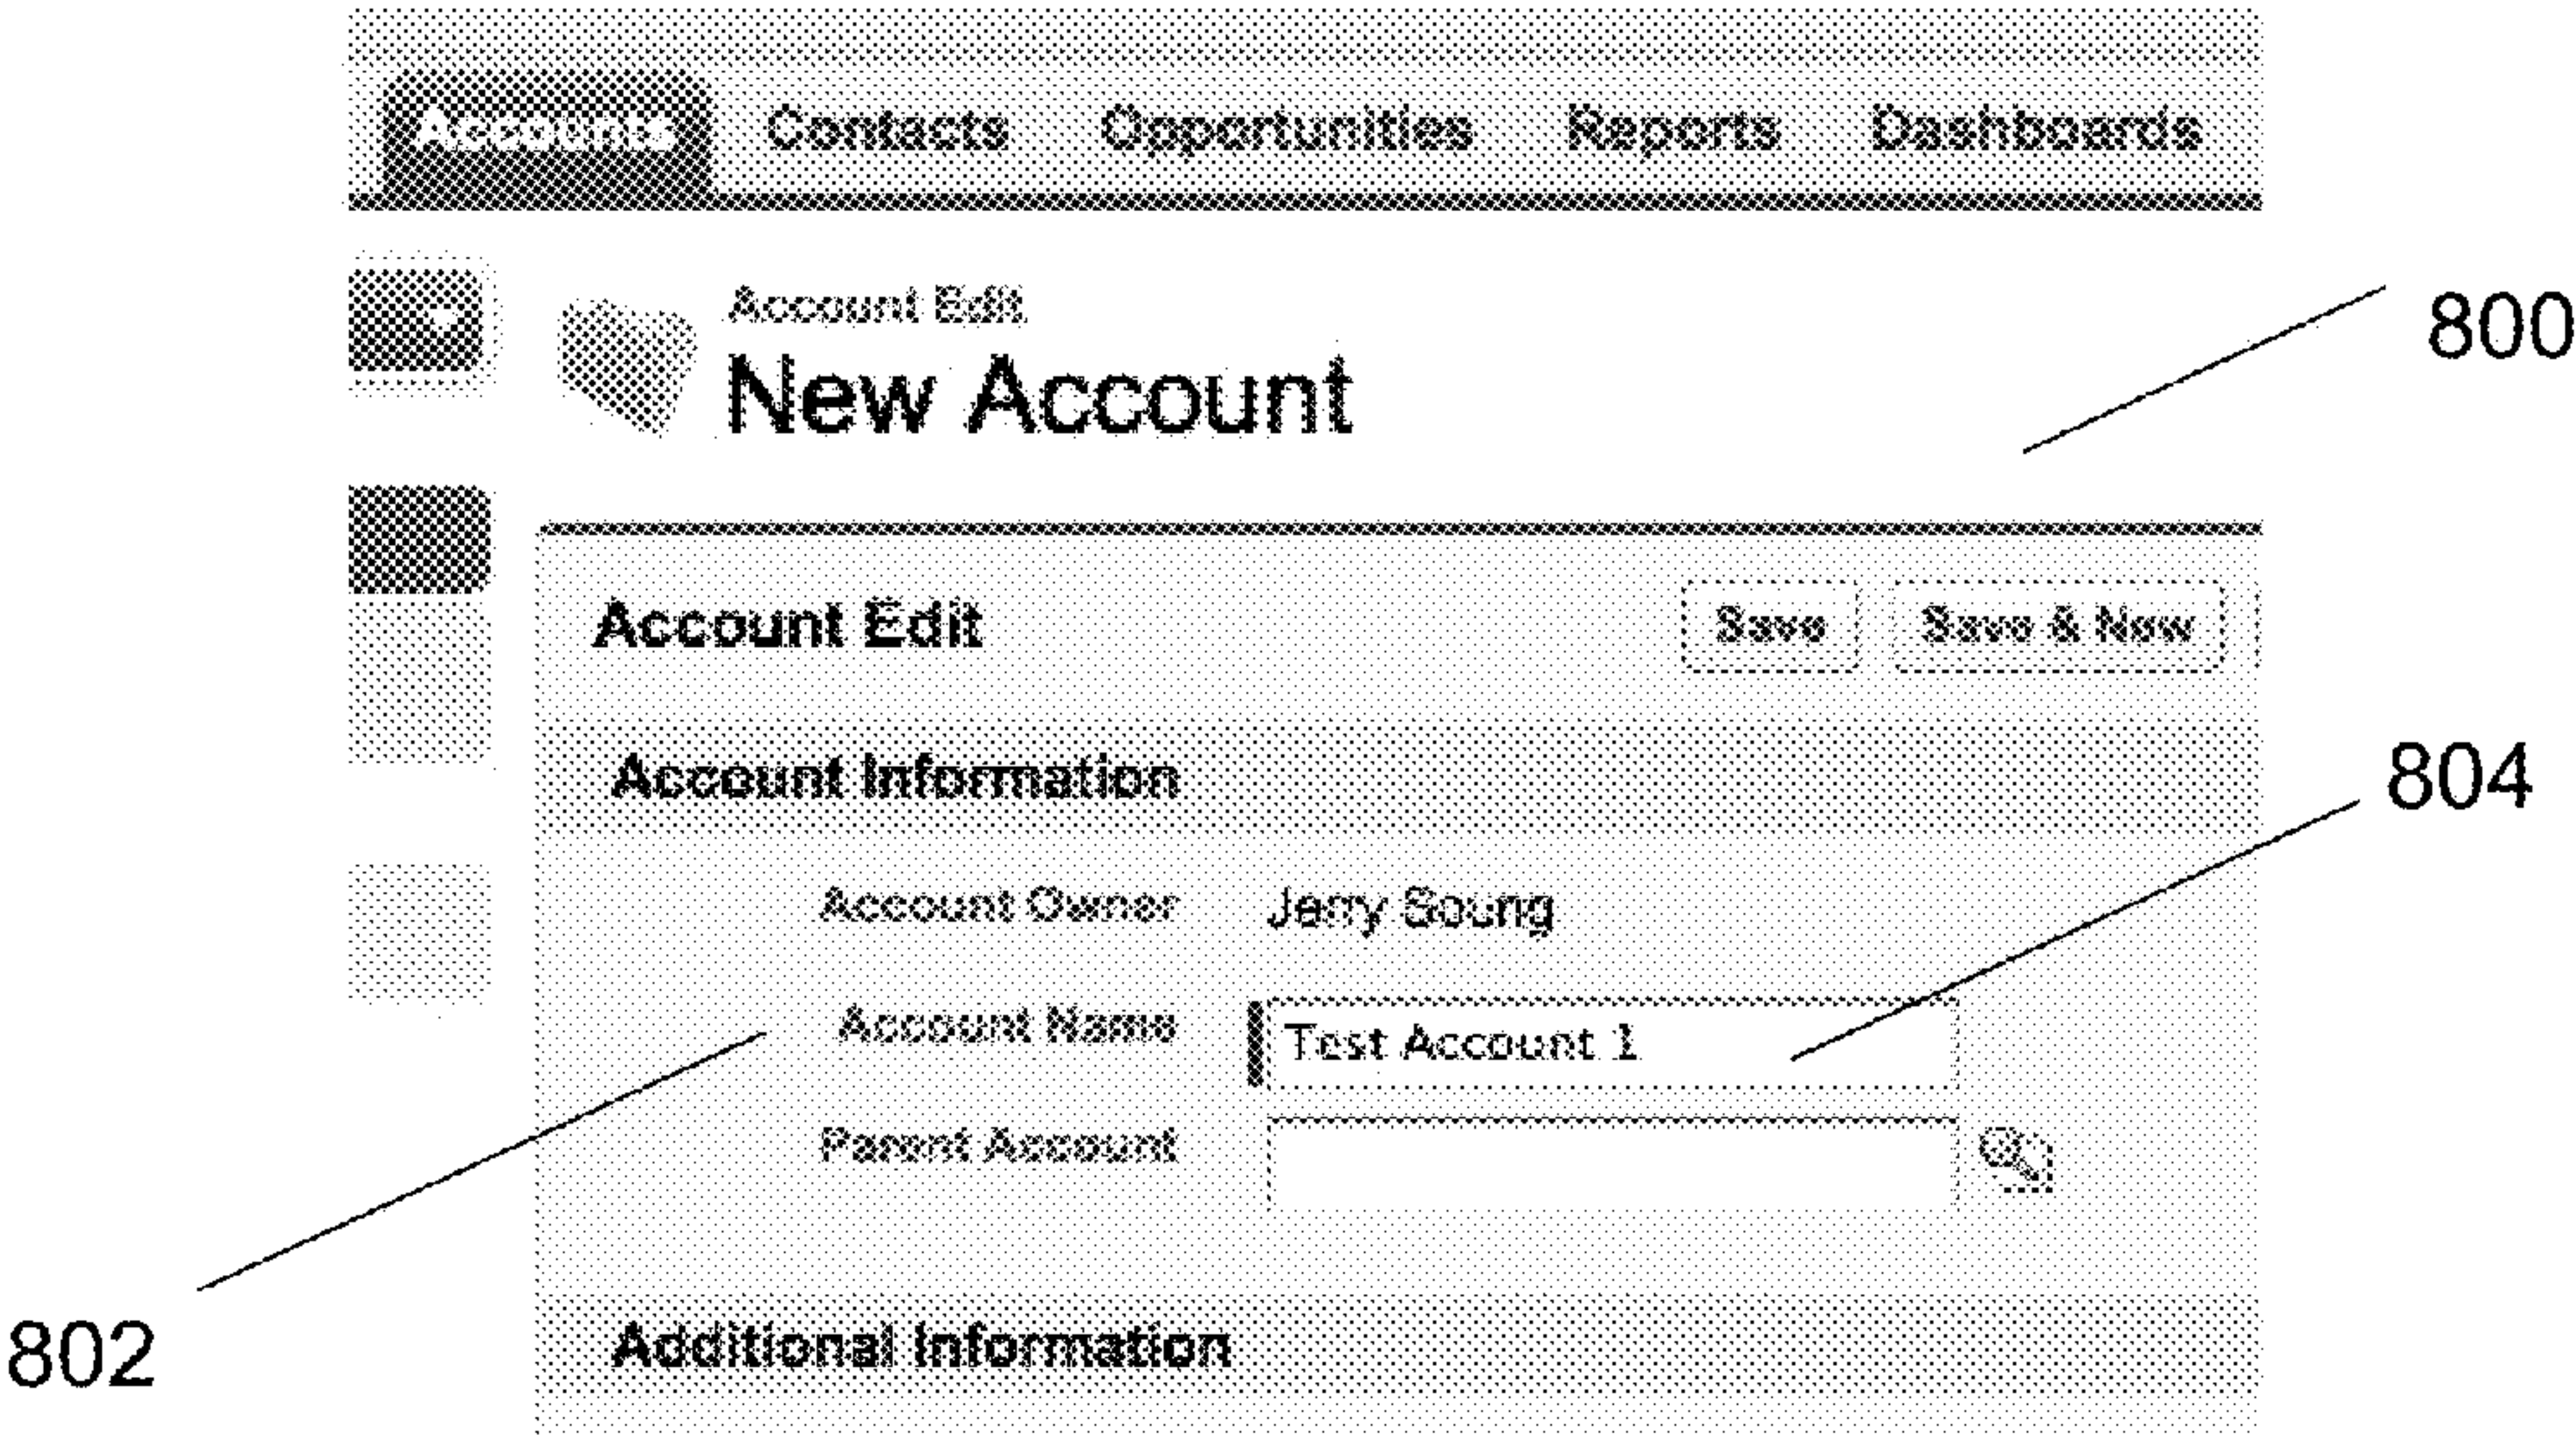 Accounts Contacts Opportunities Reports Dashboards
Account Edit
New Account
800
Account Edit Save Save & New
Account Information
804
Account Owner Jerry Soung
Account Name Test Account 1
Parent Account
802
Additional Information